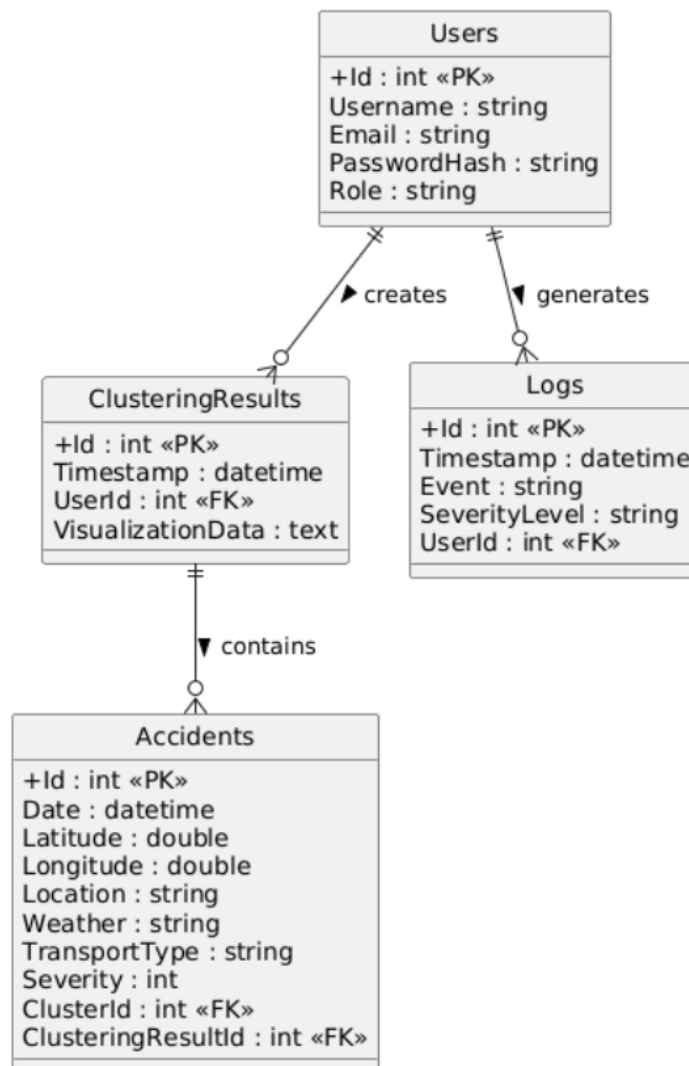 Users
+Id : int «PK»
Username : string
Email : string
PasswordHash : string
Role : string
creates
generates
ClusteringResults
+Id : int «PK»
Timestamp : datetime
UserId : int «FK»
VisualizationData : text
Logs
+Id : int «PK»
Timestamp : datetime
Event : string
SeverityLevel : string
UserId : int «FK»
contains
Accidents
+Id : int «PK»
Date : datetime
Latitude : double
Longitude : double
Location : string
Weather : string
TransportType : string
Severity : int
ClusterId : int «FK»
ClusteringResultId : int «FK»